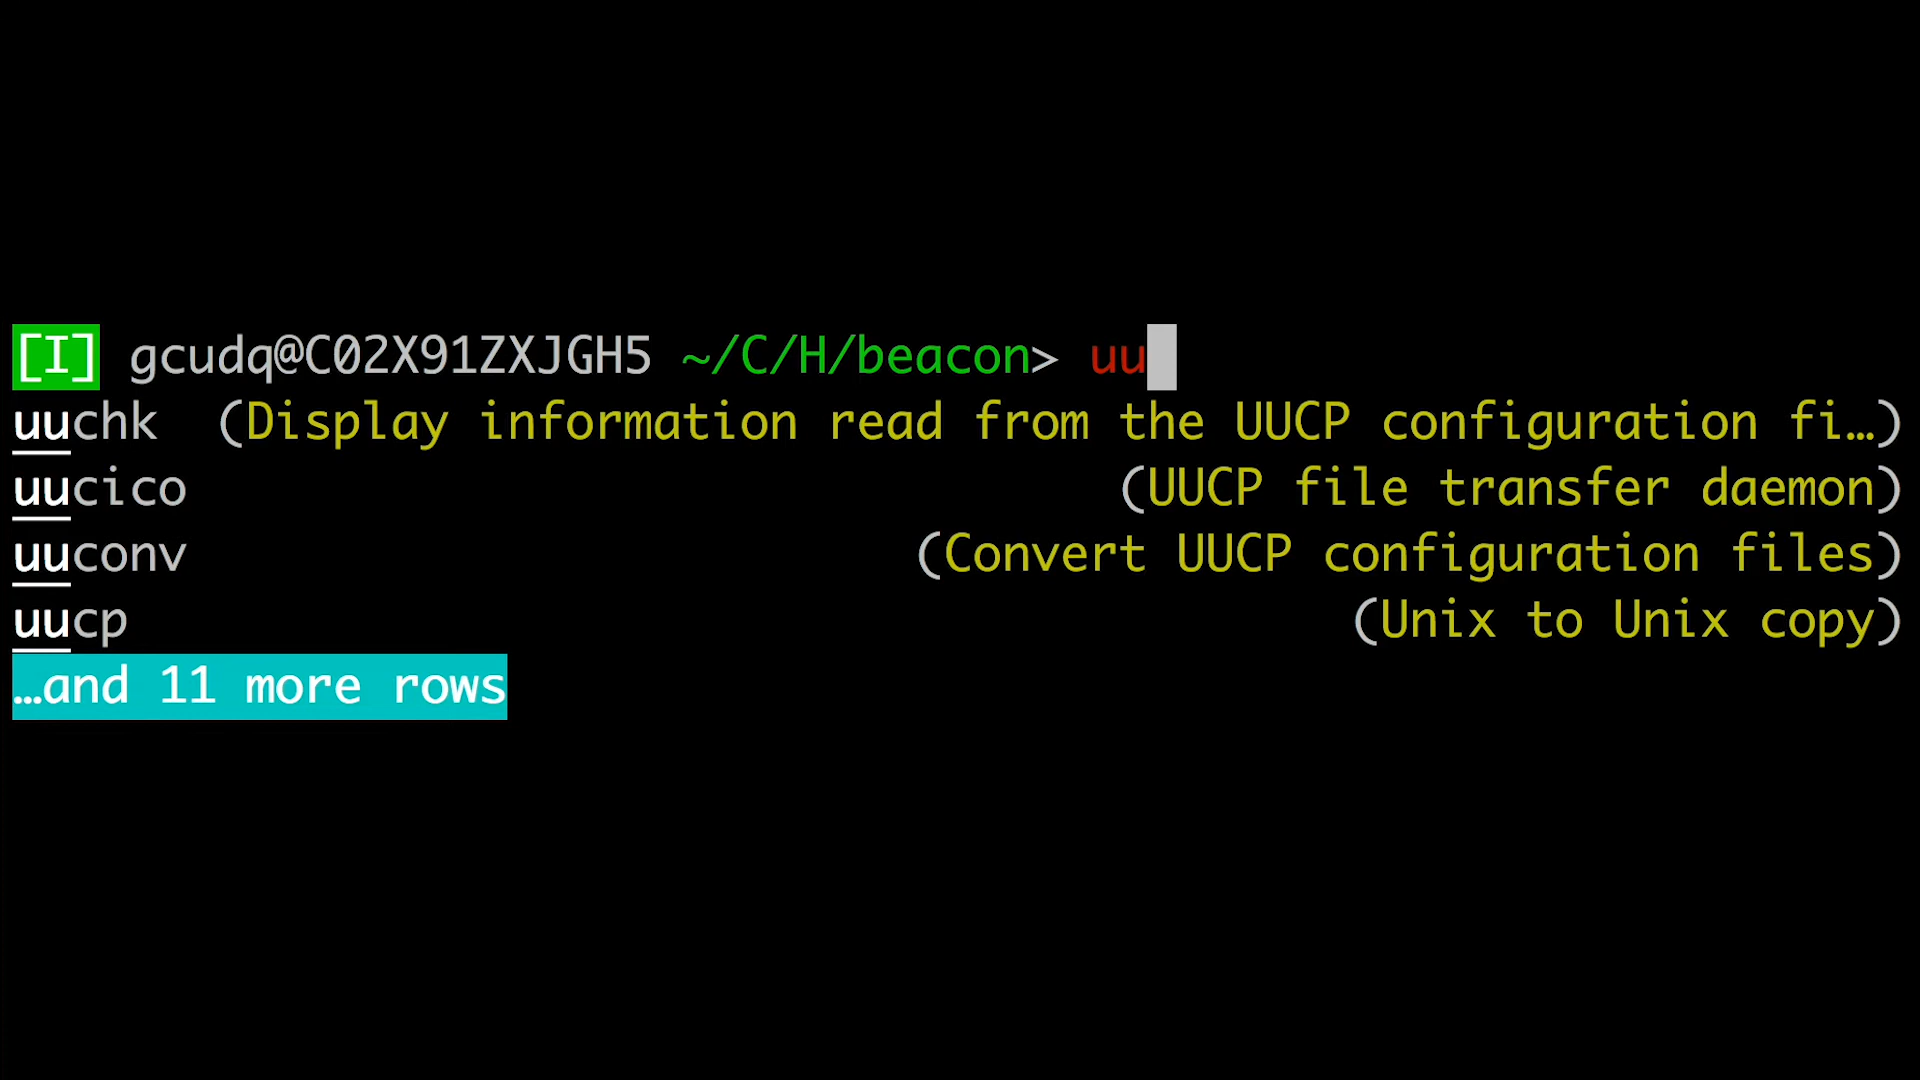 [I] gcudq@C02X91ZXJGH5 ~/C/H/beacon> uu
uuchk (Display information read from the UUCP configuration fi…)
uucico (UUCP file transfer daemon)
uuconv (Convert UUCP configuration files)
uucp (Unix to Unix copy)
…and 11 more rows